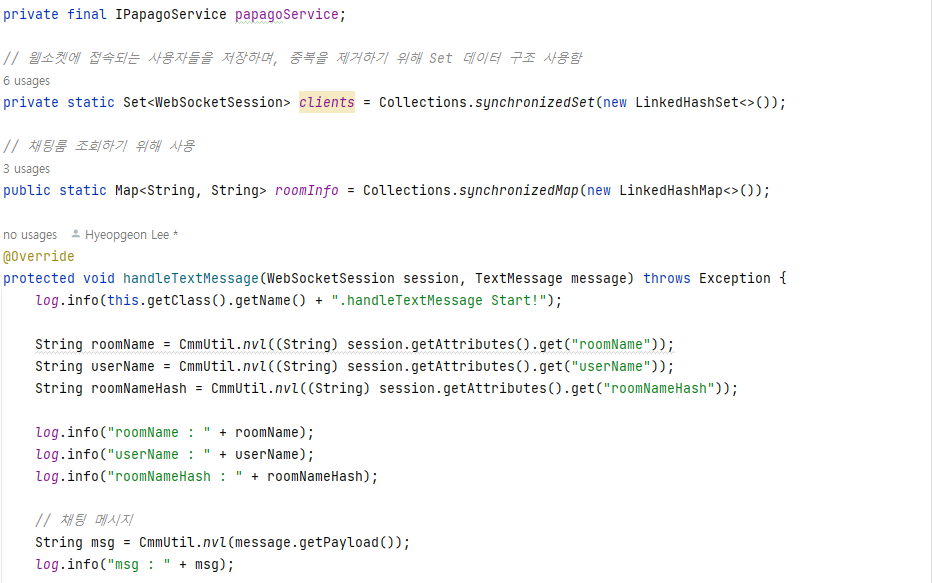 private final IPapagoService papagoService;
// 웹소켓에 접속되는 사용자들을 저장하며, 중복을 제거하기 위해 Set 데이터 구조 사용함
6 usages
private static Set<WebSocketSession> clients = Collections.synchronizedSet(new LinkedHashSet<>());
// 채팅룸 조회하기 위해 사용
3 usages
public static Map<String, String> roomInfo = Collections.synchronizedMap(new LinkedHashMap<>());
no usages Hyeopgeon Lee *
@Override
protected void handleTextMessage(WebSocketSession session, TextMessage message) throws Exception {
log.info(this.getClass().getName() + ".handleTextMessage Start!");
String roomName = CmmUtil.nvl((String) session.getAttributes().get("roomName"));
String userName = CmmUtil.nvl((String) session.getAttributes().get("userName"));
String roomNameHash = CmmUtil.nvl((String) session.getAttributes().get("roomNameHash"));
log.info("roomName : " + roomName);
log.info("userName : " + userName);
log.info("roomNameHash : " + roomNameHash);
// 채팅 메시지
String msg = CmmUtil.nvl(message.getPayload());
log.info("msg : " + msg);